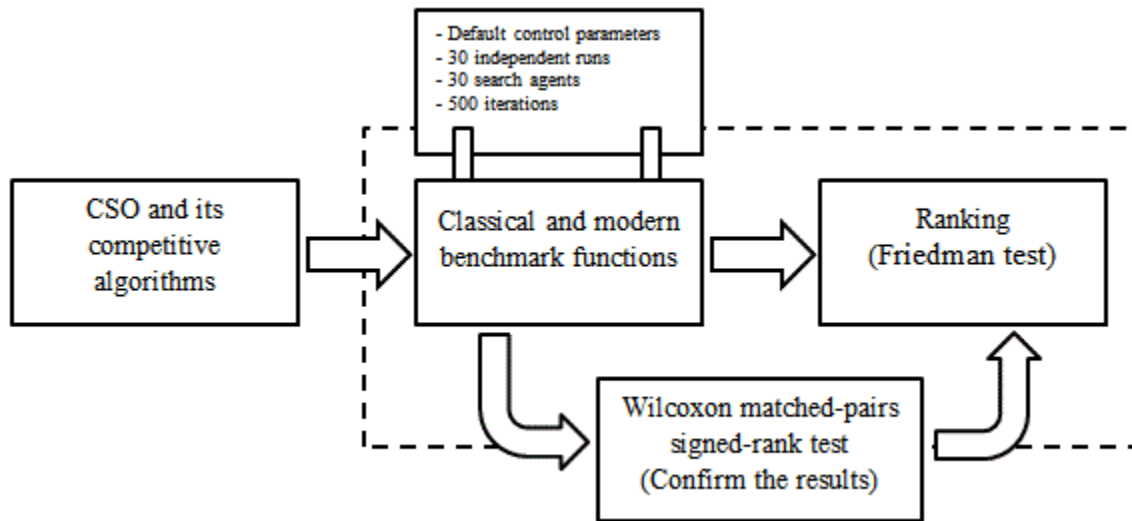 - Default control parameters
- 30 independent runs
- 30 search agents
- 500 iterations
CSO and its
competitive
algorithms
Classical and modern
benchmark functions
Ranking
(Friedman test)
Wilcoxon matched-pairs
signed-rank test
(Confirm the results)